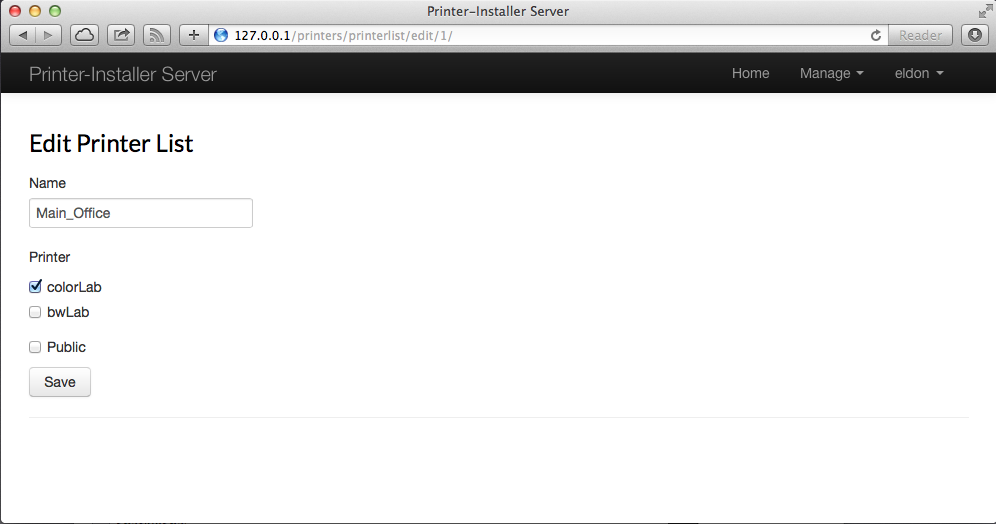 Printer-Installer Server
127.0.0.1/printers/printerlist/edit/1/ Reader
Printer-Installer Server Home Manage eldon
Edit Printer List
Name
Main_Office
Printer
colorLab
bwLab
Public
Save